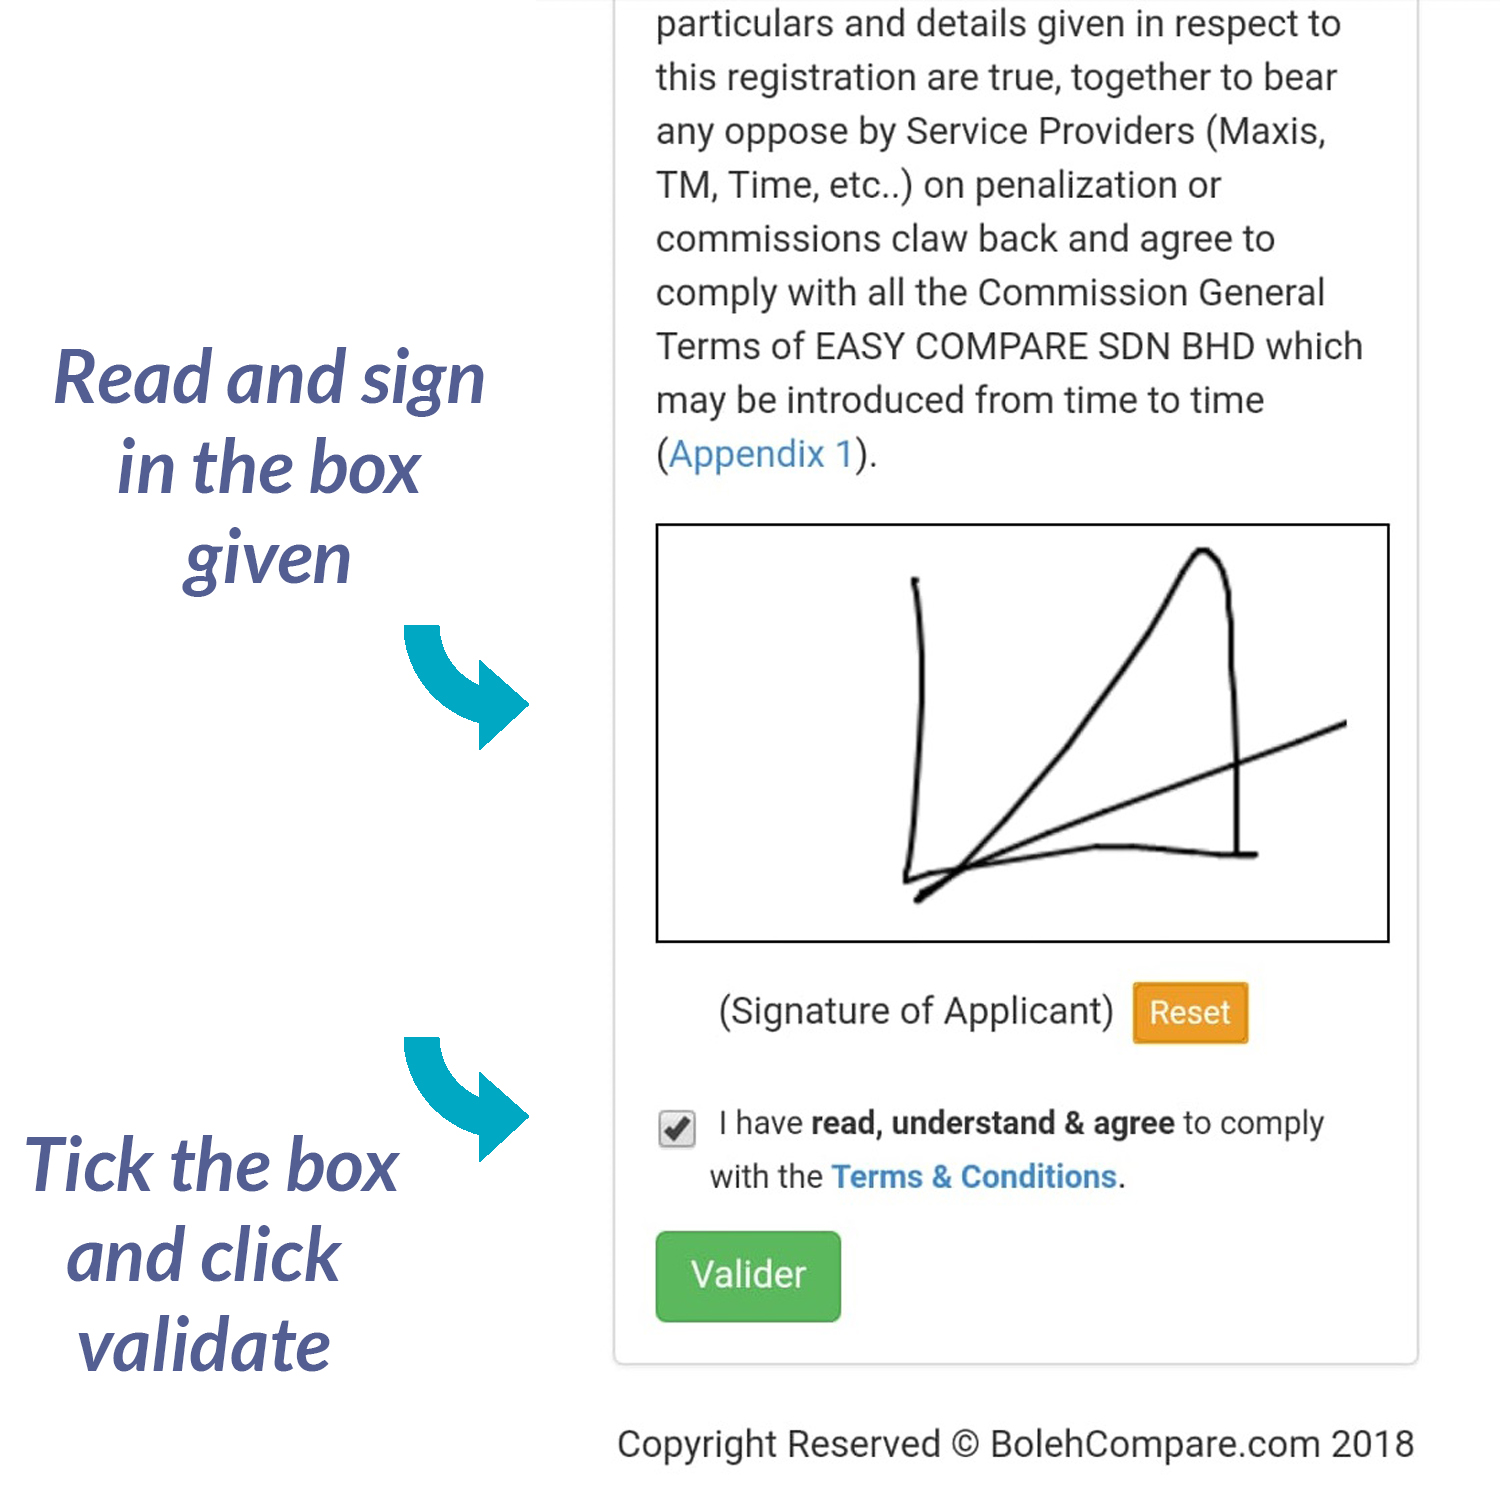 particulars and details given in respect to
this registration are true, together to bear
any oppose by Service Providers (Maxis,
TM, Time, etc..) on penalization or
commissions claw back and agree to
comply with all the Commission General
Terms of EASY COMPARE SDN BHD which
may be introduced from time to time
(Appendix 1).
Read and sign
in the box
given
(Signature of Applicant) Reset
I have read, understand & agree to comply
with the Terms & Conditions.
Tick the box
and click
validate
Valider
Copyright Reserved © BolehCompare.com 2018